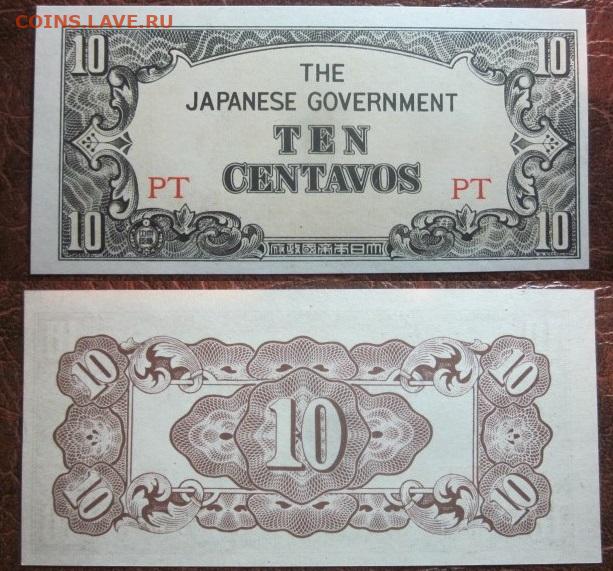 COINS.LAVE.RU
10 10
THE
JAPANESE GOVERNMENT
TEN
CENTAVOS
PT PT
10 10
大日本帝國政府
10 10
10
10 10